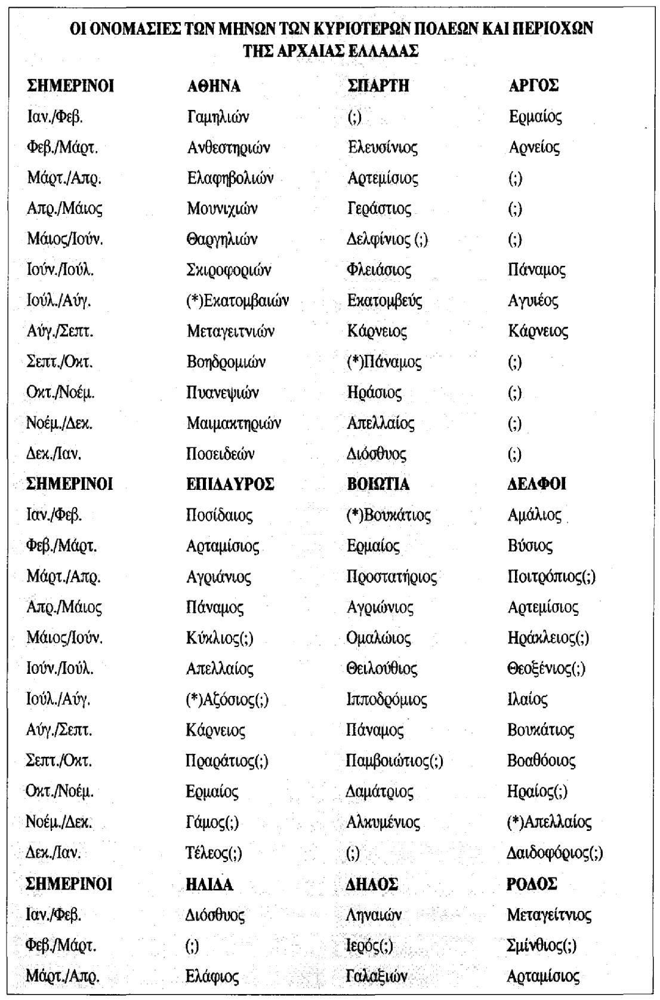 ΟΙ ΟΝΟΜΑΣΙΕΣ ΤΩΝ ΜΗΝΩΝ ΤΩΝ ΚΥΡΙΟΤΕΡΩΝ ΠΟΛΕΩΝ ΚΑΙ ΠΕΡΙΟΧΩΝ
ΤΗΣ ΑΡΧΑΙΑΣ ΕΛΛΑΔΑΣ
ΣΗΜΕΡΙΝΟΙ ΑΘΗΝΑ ΣΠΑΡΤΗ ΑΡΓΟΣ
Ιαν./Φεβ. Γαμηλιών (;) Ερμαίος
Φεβ./Μάρτ. Ανθεστηριών Ελευσίνιος Αρνείος
Μάρτ./Απρ. Ελαφηβολιών Αρτεμίσιος (;)
Απρ./Μάιος Μουνιχιών Γεράστιος (;)
Μάιος/Ιούν. Θαργηλιών Δελφίνιος (;) (;)
Ιούν./Ιούλ. Σκιροφοριών Φλειάσιος Πάναμος
Ιούλ./Αύγ. (*)Εκατομβαιών Εκατομβεύς Αγυιέος
Αύγ./Σεπτ. Μεταγειτνιών Κάρνειος Κάρνειος
Σεπτ./Οκτ. Βοηδρομιών (*)Πάναμος (;)
Οκτ./Νοέμ. Πυανεψιών Ηράσιος (;)
Νοέμ./Δεκ. Μαιμακτηριών Απελλαίος (;)
Δεκ./Ιαν. Ποσειδεών Διόσθυος (;)
ΣΗΜΕΡΙΝΟΙ ΕΠΙΔΑΥΡΟΣ ΒΟΙΩΤΙΑ ΔΕΛΦΟΙ
Ιαν./Φεβ. Ποσίδαιος (*)Βουκάτιος Αμάλιος
Φεβ./Μάρτ. Αρταμίσιος Ερμαίος Βύσιος
Μάρτ./Απρ. Αγριάνιος Προστατήριος Ποιτρόπιος(;)
Απρ./Μάιος Πάναμος Αγριώνιος Αρτεμίσιος
Μάιος/Ιούν. Κύκλιος(;) Ομαλώιος Ηράκλειος(;)
Ιούν./Ιούλ. Απελλαίος Θειλούθιος Θεοξένιος(;)
Ιούλ./Αύγ. (*)Αζόσιος(;) Ιπποδρόμιος Ιλαίος
Αύγ./Σεπτ. Κάρνειος Πάναμος Βουκάτιος
Σεπτ./Οκτ. Πραράτιος(;) Παμβοιώτιος(;) Βοαθόοιος
Οκτ./Νοέμ. Ερμαίος Δαμάτριος Ηραίος(;)
Νοέμ./Δεκ. Γάμος(;) Αλκυμένιος (*)Απελλαίος
Δεκ./Ιαν. Τέλεος(;) (;) Δαιδοφόριος(;)
ΣΗΜΕΡΙΝΟΙ ΗΛΙΔΑ ΔΗΛΟΣ ΡΟΔΟΣ
Ιαν./Φεβ. Διόσθυος Ληναιών Μεταγείτνιος
Φεβ./Μάρτ. (;) Ιερός(;) Σμίνθιος(;)
Μάρτ./Απρ. Ελάφιος Γαλαξιών Αρταμίσιος